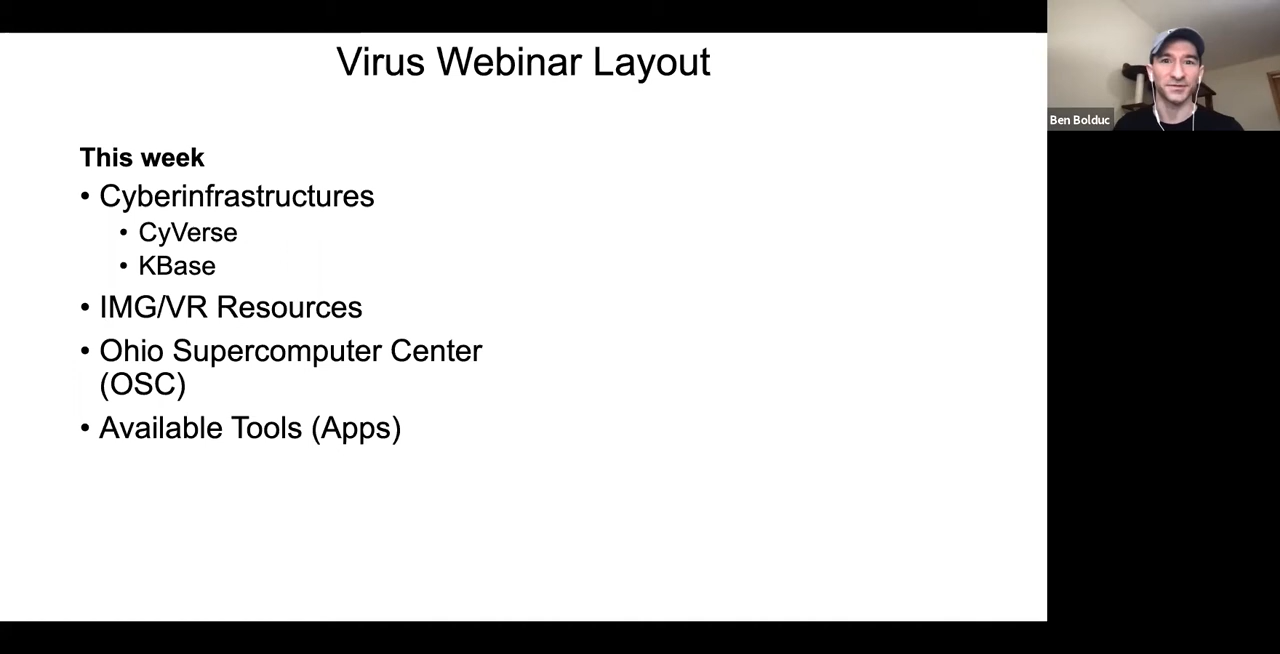 Virus Webinar Layout
This week
• Cyberinfrastructures
• CyVerse
• KBase
• IMG/VR Resources
• Ohio Supercomputer Center
(OSC)
• Available Tools (Apps)
Ben Bolduc